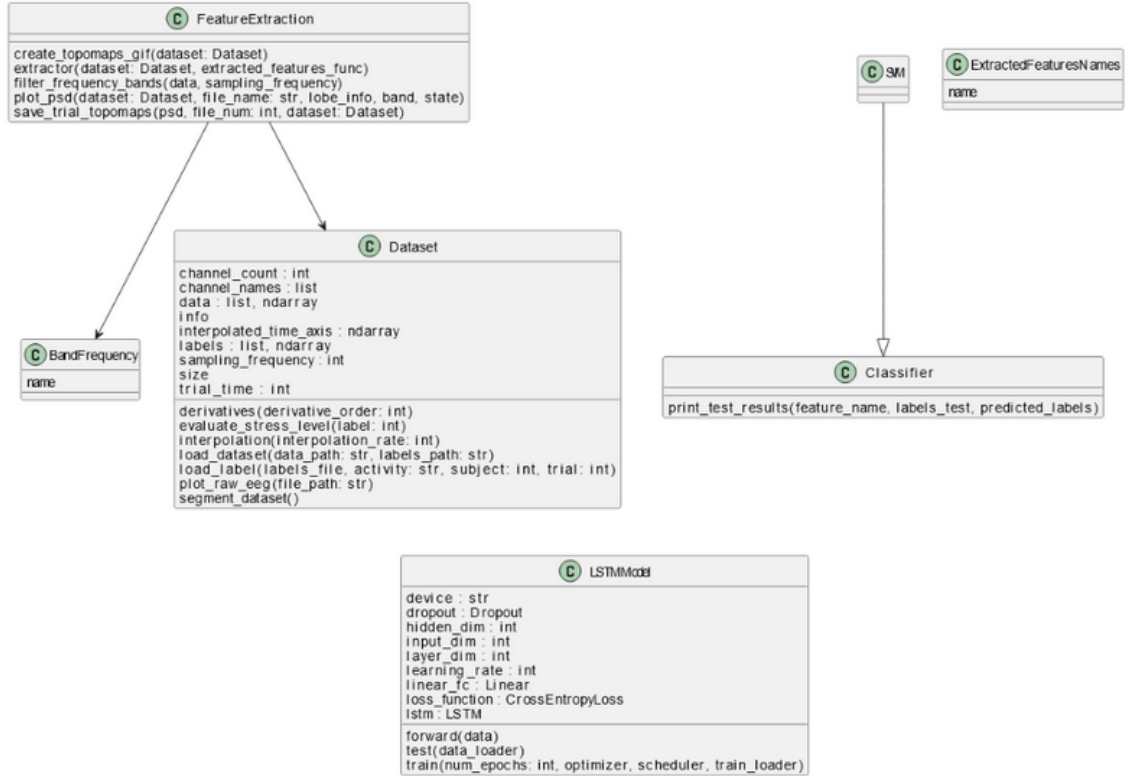 C FeatureExtraction
create_topomaps_gif(dataset: Dataset)
extractor(dataset: Dataset, extracted_features_func)
filter_frequency_bands(data, sampling_frequency)
plot_psd(dataset: Dataset, file_name: str, lobe_info, band, state)
save_trial_topomaps(psd, file_num: int, dataset: Dataset)
C SVM
C ExtractedFeaturesNames
name
C Dataset
channel_count : int
channel_names : list
data : list, ndarray
info
interpolated_time_axis : ndarray
labels : list, ndarray
sampling_frequency : int
size
trial_time : int
derivatives(derivative_order: int)
evaluate_stress_level(label: int)
interpolation(interpolation_rate: int)
load_dataset(data_path: str, labels_path: str)
load_label(labels_file, activity: str, subject: int, trial: int)
plot_raw_eeg(file_path: str)
segment_dataset()
C BandFrequency
name
C Classifier
print_test_results(feature_name, labels_test, predicted_labels)
C LSTMModel
device : str
dropout : Dropout
hidden_dim : int
input_dim : int
layer_dim : int
learning_rate : int
linear_fc : Linear
loss_function : CrossEntropyLoss
lstm : LSTM
forward(data)
test(data_loader)
train(num_epochs: int, optimizer, scheduler, train_loader)